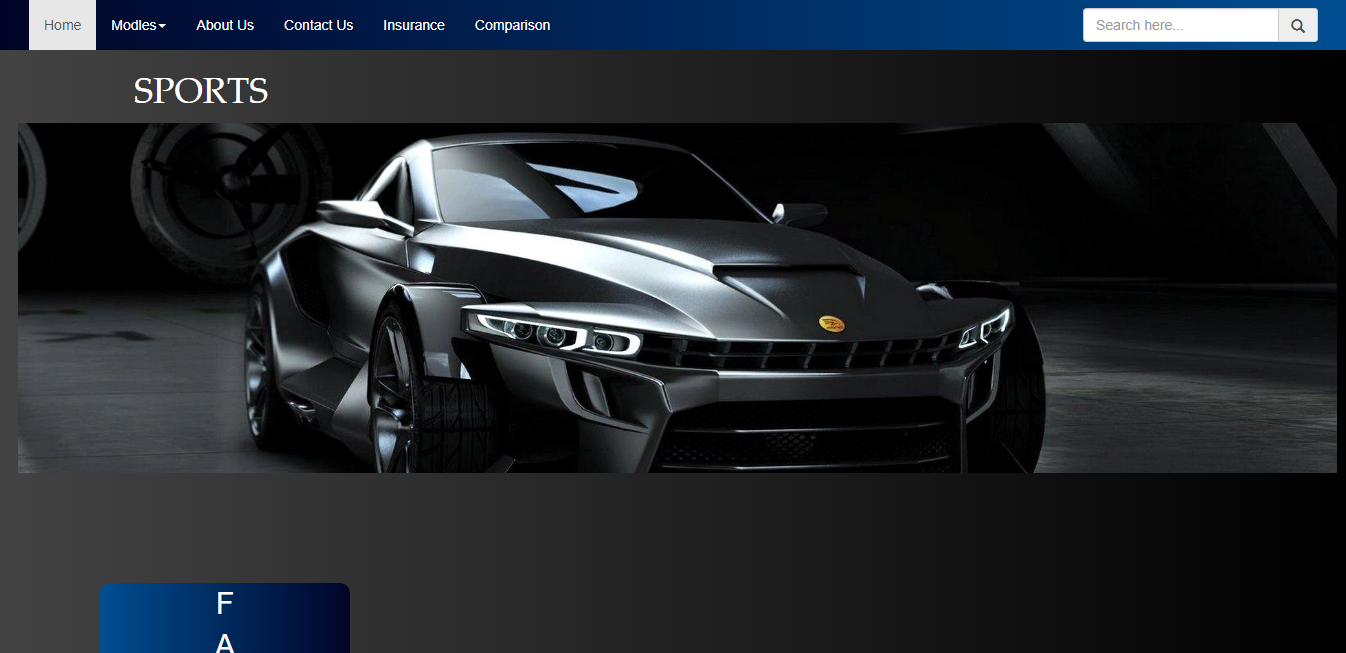 Home Modles About Us Contact Us Insurance Comparison Search here...
SPORTS
F
A